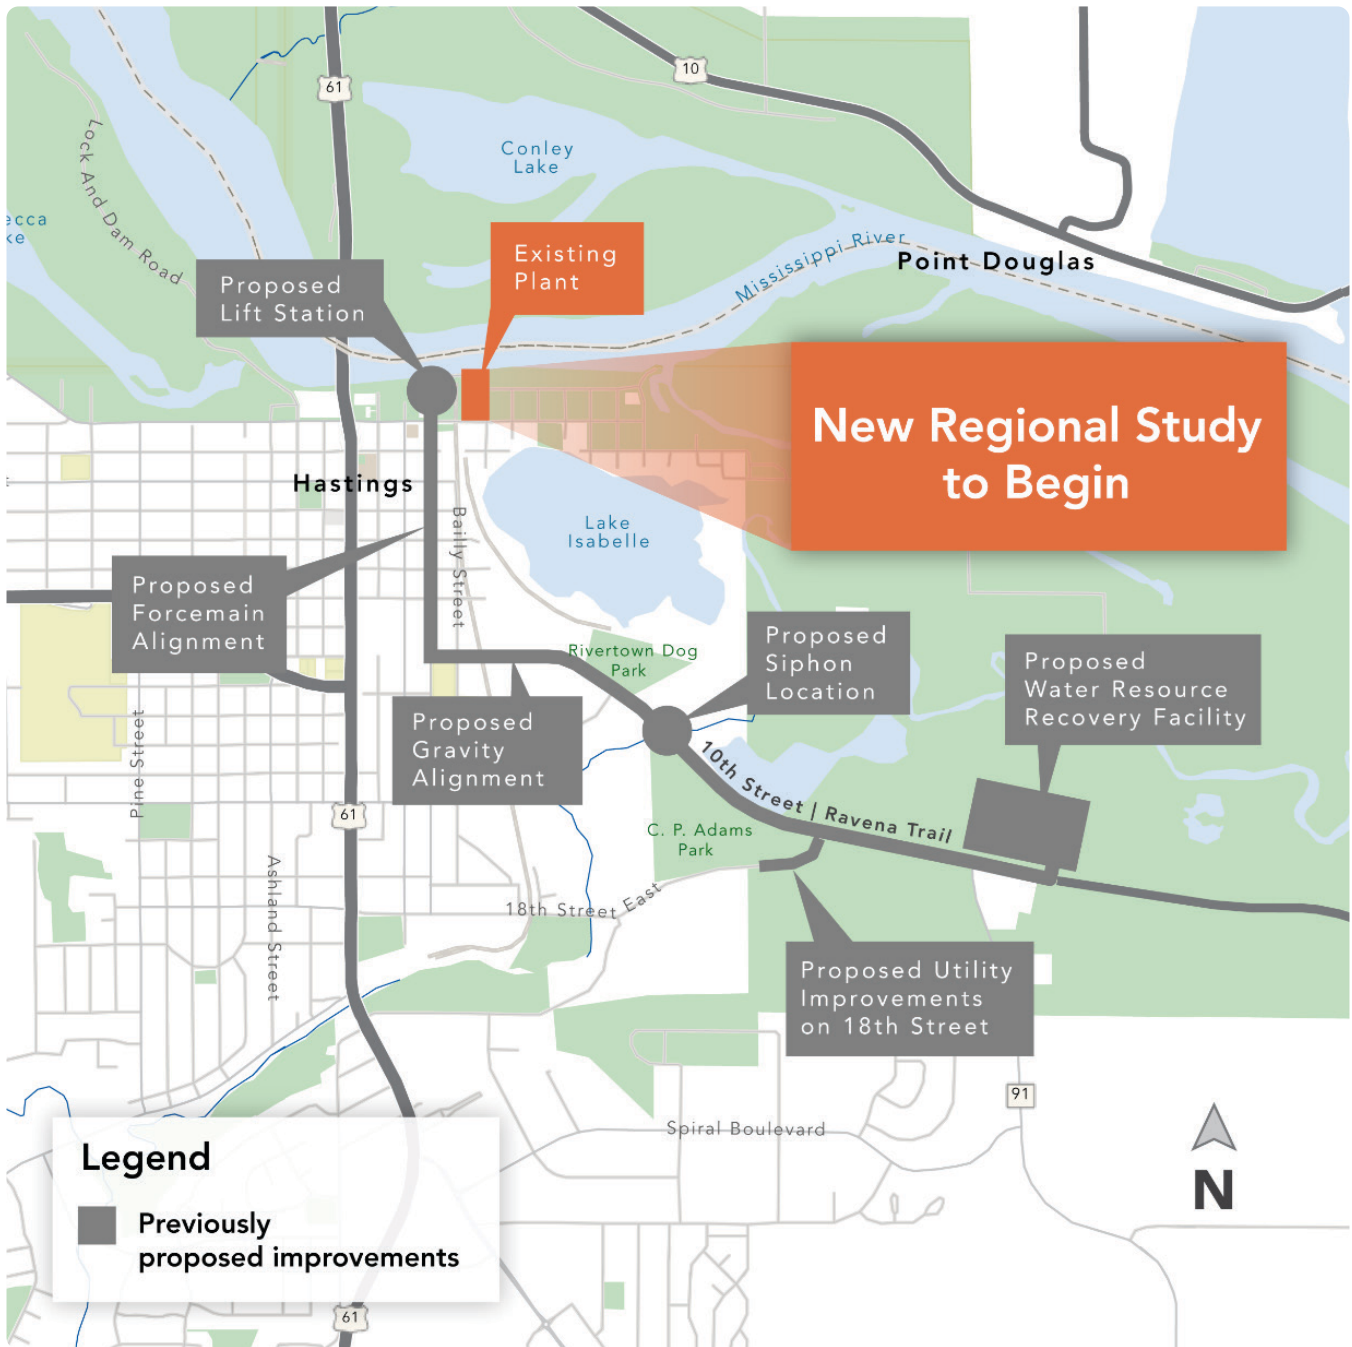 61
10
Conley
Lake
Lock And Dam Road
ecca
ke
Mississippi River
Point Douglas
Existing
Plant
Proposed
Lift Station
New Regional Study
to Begin
Hastings
Bailly Street
Lake
Isabelle
Proposed
Forcemain
Alignment
Rivertown Dog
Park
Proposed
Siphon
Location
Proposed
Water Resource
Recovery Facility
Proposed
Gravity
Alignment
Pine Street
61
10th Street | Ravena Trail
C. P. Adams
Park
Ashland Street
18th Street East
Proposed Utility
Improvements
on 18th Street
91
Spiral Boulevard
N
Legend
Previously
proposed improvements
61